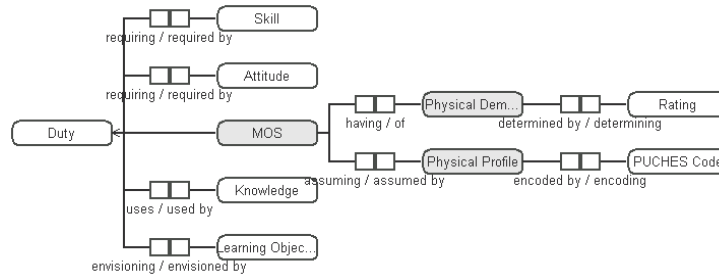 Skill
requiring / required by
Attitude
requiring / required by
Physical Dem...
Rating
having / of
determined by / determining
Duty
MOS
Physical Profile
PUCHES Code
assuming / assumed by
encoded by / encoding
Knowledge
uses / used by
Learning Objec...
envisioning / envisioned by